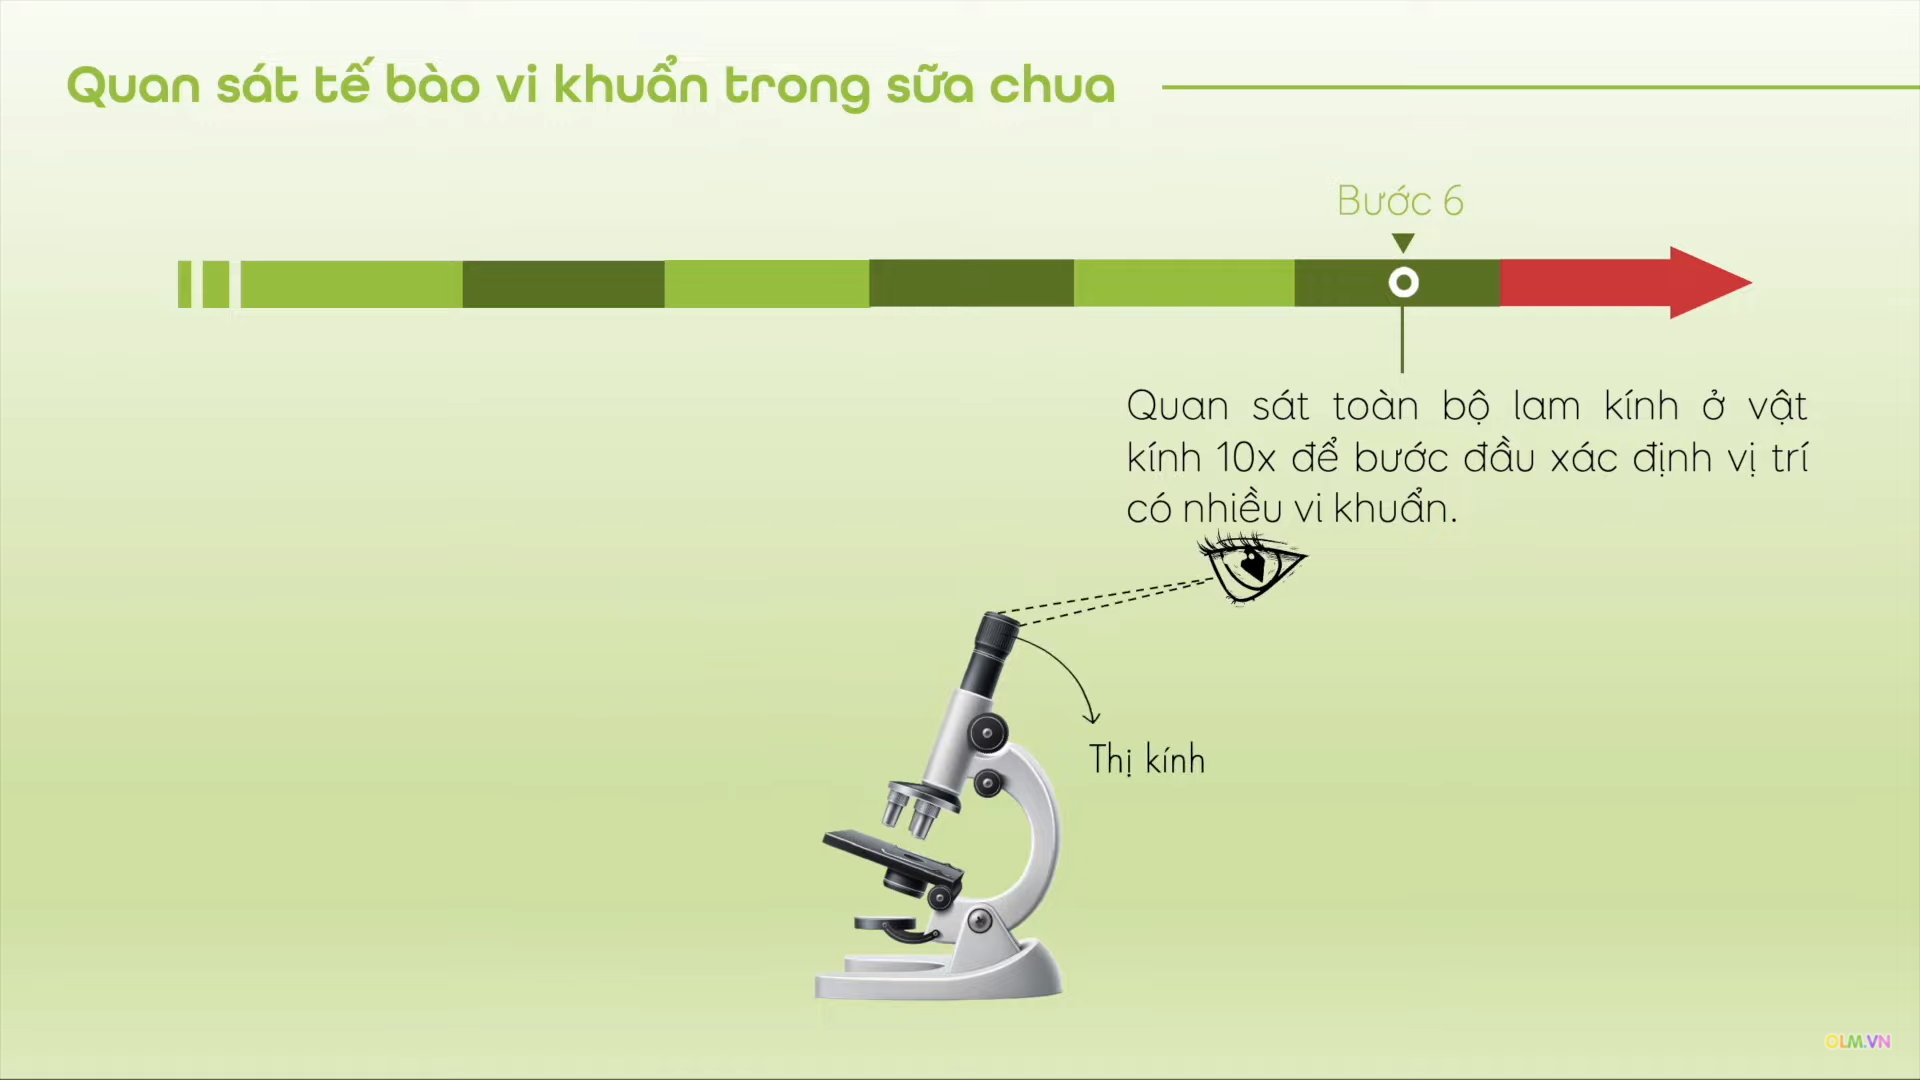 Quan sát tế bào vi khuẩn trong sữa chua
Bước 6
Quan sát toàn bộ lam kính ở vật
kính 10x để bước đầu xác định vị trí
có nhiều vi khuẩn.
Thị kính
OLM.VN